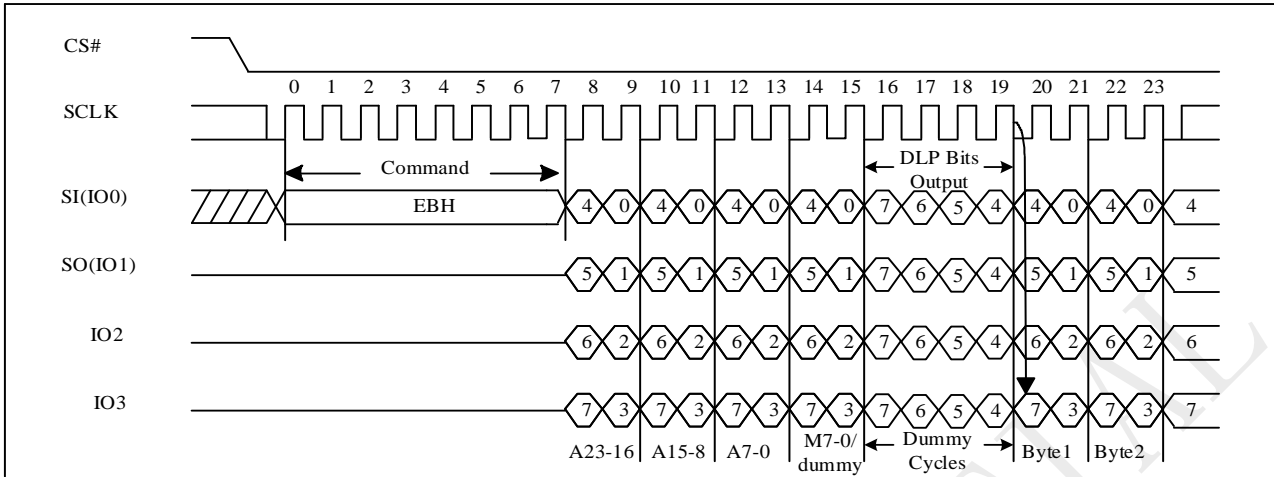 CS#
0 1 2 3 4 5 6 7 8 9 10 11 12 13 14 15 16 17 18 19 20 21 22 23
SCLK
Command
DLP Bits
Output
SI(IO0)
EBH
4 0 4 0 4 0 4 0 7 6 5 4 4 0 4 0 4
SO(IO1)
5 1 5 1 5 1 5 1 7 6 5 4 5 1 5 1 5
IO2
6 2 6 2 6 2 6 2 7 6 5 4 6 2 6 2 6
IO3
7 3 7 3 7 3 7 3 7 6 5 4 7 3 7 3 7
A23-16 A15-8 A7-0 M7-0/
dummy
Dummy
Cycles
Byte1 Byte2
TIAL